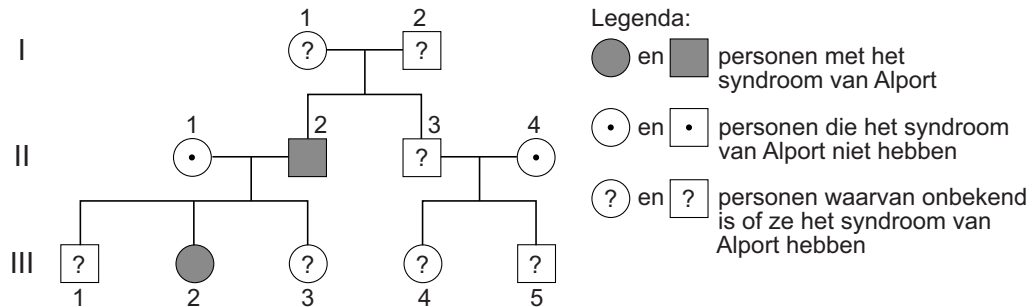 1 2
I ? ?
Legenda:
en personen met het
syndroom van Alport
1 2 3 4
II ?
en personen die het syndroom
van Alport niet hebben
? en ? personen waarvan onbekend
is of ze het syndroom van
Alport hebben
III ? ? ? ?
1 2 3 4 5